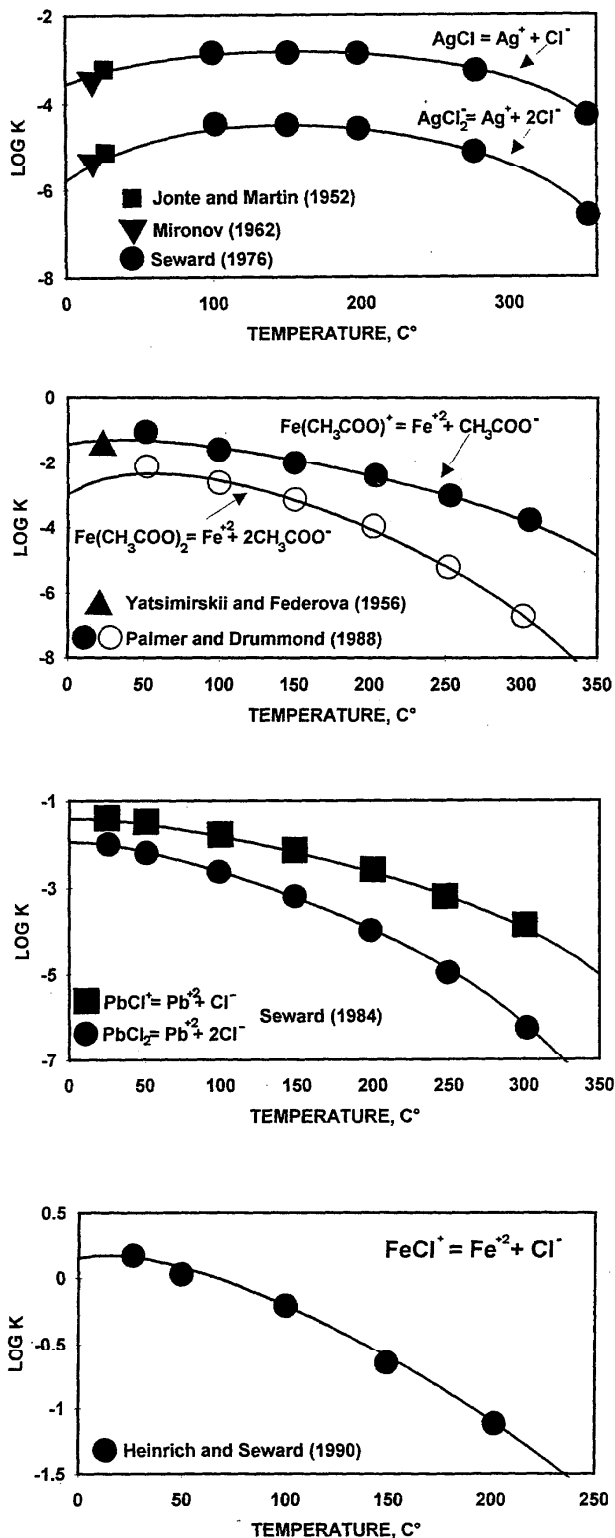 -2
AgCl = Ag⁺ + Cl⁻
-4
AgCl₂⁻= Ag⁺+ 2Cl⁻
LOG K
-6
Jonte and Martin (1952)
Mironov (1962)
Seward (1976)
-8
0 100 200 300
TEMPERATURE, C°
0
Fe(CH₃COO)⁺ = Fe⁺² + CH₃COO⁻
-2
LOG K
-4
Fe(CH₃COO)₂= Fe⁺²+ 2CH₃COO⁻
-6
Yatsimirskii and Federova (1956)
Palmer and Drummond (1988)
-8
0 50 100 150 200 250 300 350
TEMPERATURE, C°
-1
-3
LOG K
-5
PbCl⁺= Pb⁺²+ Cl⁻
Seward (1984)
PbCl₂= Pb⁺²+ 2Cl⁻
-7
0 50 100 150 200 250 300 350
TEMPERATURE, C°
0.5
FeCl⁺ = Fe⁺²+ Cl⁻
0
LOG K
-0.5
-1
Heinrich and Seward (1990)
-1.5
0 50 100 150 200 250
TEMPERATURE, C°